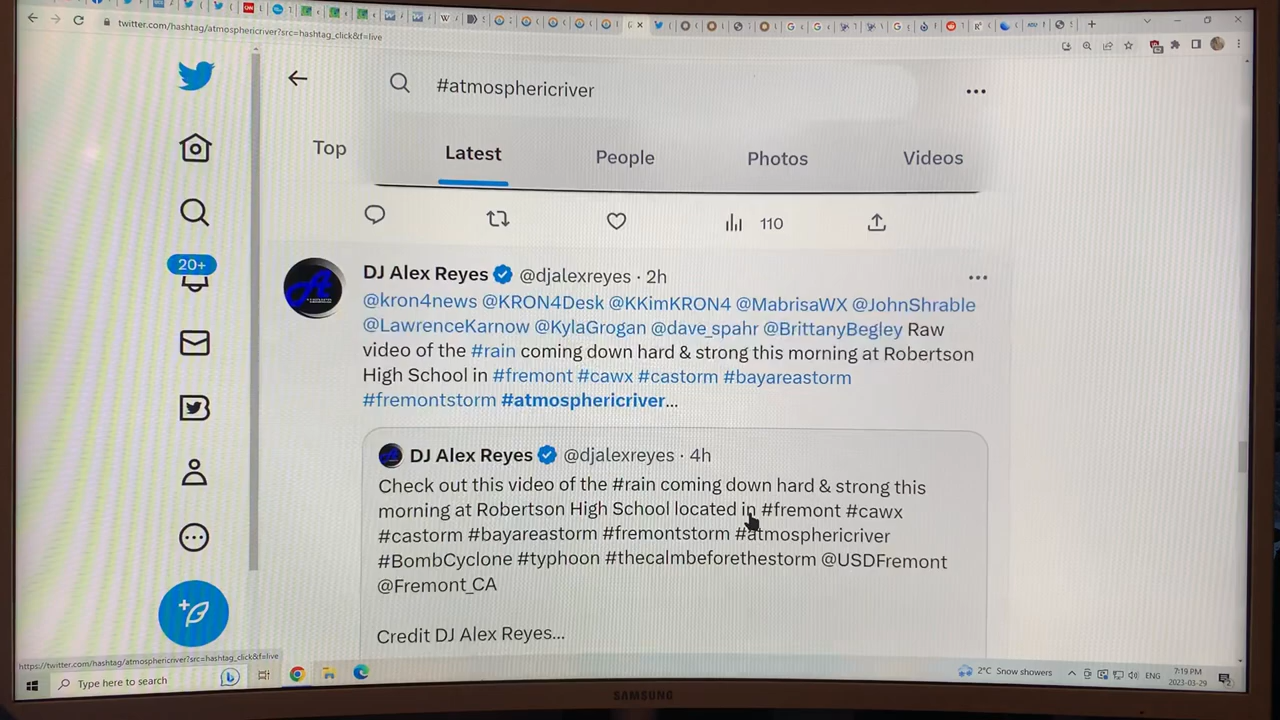 twitter.com/hashtag/atmosphericriver?src=hashtag_click&f=live
#atmosphericriver
Top
Latest
People
Photos
Videos
110
20+
DJ Alex Reyes @djalexreyes · 2h
@kron4news @KRON4Desk @KKimKRON4 @MabrisaWX @JohnShrable
@LawrenceKarnow @KylaGrogan @dave_spahr @BrittanyBegley Raw
video of the #rain coming down hard & strong this morning at Robertson
High School in #fremont #cawx #castorm #bayareastorm
#fremontstorm #atmosphericriver...
DJ Alex Reyes @djalexreyes · 4h
Check out this video of the #rain coming down hard & strong this
morning at Robertson High School located in #fremont #cawx
#castorm #bayareastorm #fremontstorm #atmosphericriver
#BombCyclone #typhoon #thecalmbeforethestorm @USDFremont
@Fremont_CA
Credit DJ Alex Reyes...
https://twitter.com/hashtag/atmosphericriver?src=hashtag_click&f=live
Type here to search
2°C Snow showers
ENG
7:19 PM
2023-03-29
SAMSUNG